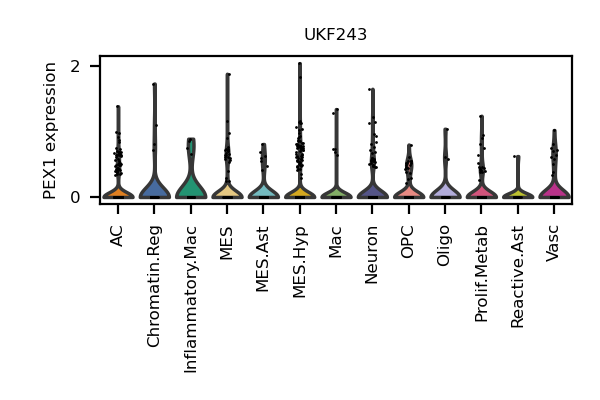 UKF243
PEX1 expression
2
0
AC
Chromatin.Reg
Inflammatory.Mac
MES
MES.Ast
MES.Hyp
Mac
Neuron
OPC
Oligo
Prolif.Metab
Reactive.Ast
Vasc